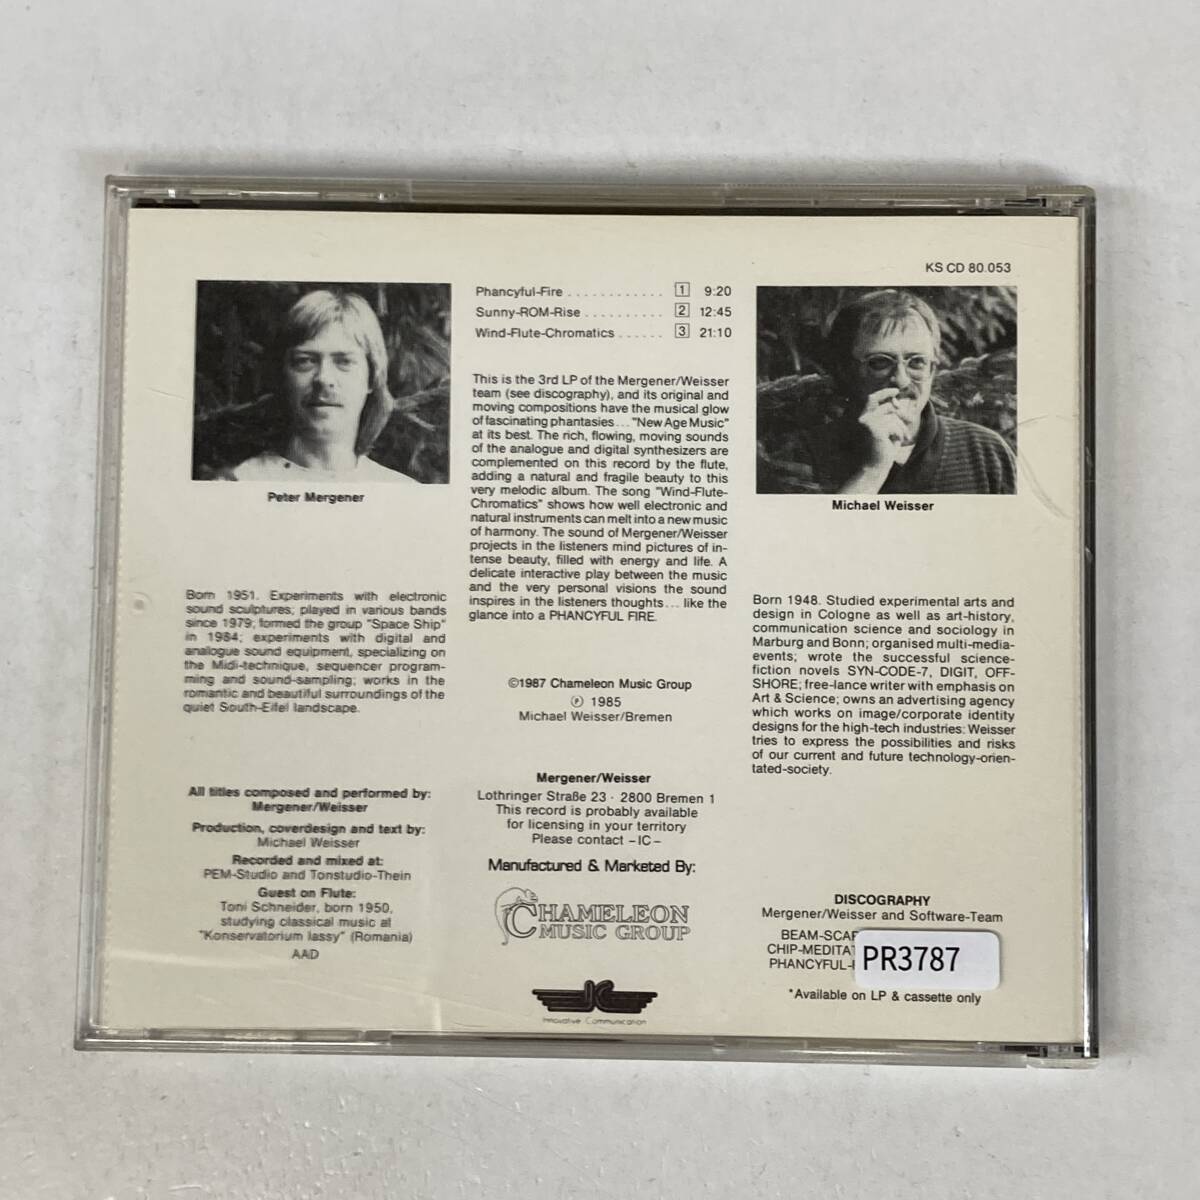 KS CD 80.053
Phancyful-Fire . . . . . . . . . . . . 1 9:20
Sunny-ROM-Rise . . . . . . . . . . 2 12:45
Wind-Flute-Chromatics . . . . . . 3 21:10
Peter Mergener
Born 1951. Experiments with electronic
sound sculptures; played in various bands
since 1979; formed the group "Space Ship"
in 1984; experiments with digital and
analogue sound equipment, specializing on
the Midi-technique, sequencer program-
ming and sound-sampling; works in the
romantic and beautiful surroundings of the
quiet South-Eifel landscape.
All titles composed and performed by:
Mergener/Weisser
Production, coverdesign and text by:
Michael Weisser
Recorded and mixed at:
PEM-Studio and Tonstudio-Thein
Guest on Flute:
Toni Schneider, born 1950,
studying classical music at
"Konservatorium Iassy" (Romania)
AAD
This is the 3rd LP of the Mergener/Weisser
team (see discography), and its original and
moving compositions have the musical glow
of fascinating phantasies... "New Age Music"
at its best. The rich, flowing, moving sounds
of the analogue and digital synthesizers are
complemented on this record by the flute,
adding a natural and fragile beauty to this
very melodic album. The song "Wind-Flute-
Chromatics" shows how well electronic and
natural instruments can melt into a new music
of harmony. The sound of Mergener/Weisser
projects in the listeners mind pictures of in-
tense beauty, filled with energy and life. A
delicate interactive play between the music
and the very personal visions the sound
inspires in the listeners thoughts... like the
glance into a PHANCYFUL FIRE.
©1987 Chameleon Music Group
℗ 1985
Michael Weisser/Bremen
Mergener/Weisser
Lothringer Straße 23 · 2800 Bremen 1
This record is probably available
for licensing in your territory
Please contact –IC–
Manufactured & Marketed By:
CHAMELEON
MUSIC GROUP
IC
Innovative Communication
Michael Weisser
Born 1948. Studied experimental arts and
design in Cologne as well as art-history,
communication science and sociology in
Marburg and Bonn; organised multi-media-
events; wrote the successful science-
fiction novels SYN-CODE-7, DIGIT, OFF-
SHORE; free-lance writer with emphasis on
Art & Science; owns an advertising agency
which works on image/corporate identity
designs for the high-tech industries: Weisser
tries to express the possibilities and risks
of our current and future technology-orien-
tated-society.
DISCOGRAPHY
Mergener/Weisser and Software-Team
BEAM-SCAP
CHIP-MEDITAT
PHANCYFUL-
PR3787
*Available on LP & cassette only